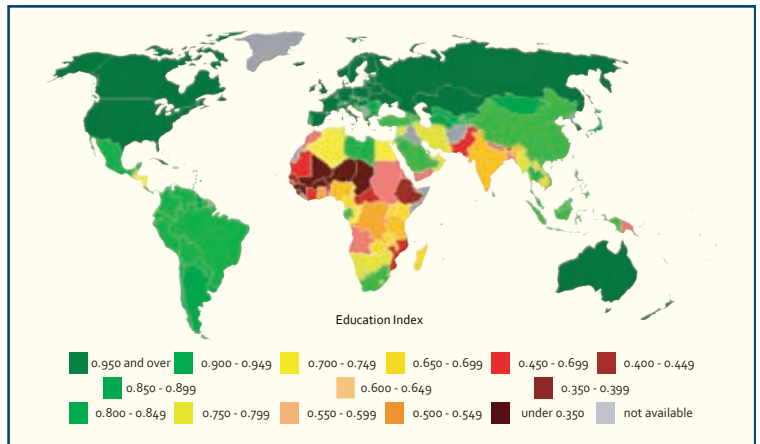 Education Index
0.950 and over 0.900 - 0.949 0.700 - 0.749 0.650 - 0.699 0.450 - 0.699 0.400 - 0.449
0.850 - 0.899 0.600 - 0.649 0.350 - 0.399
0.800 - 0.849 0.750 - 0.799 0.550 - 0.599 0.500 - 0.549 under 0.350 not available